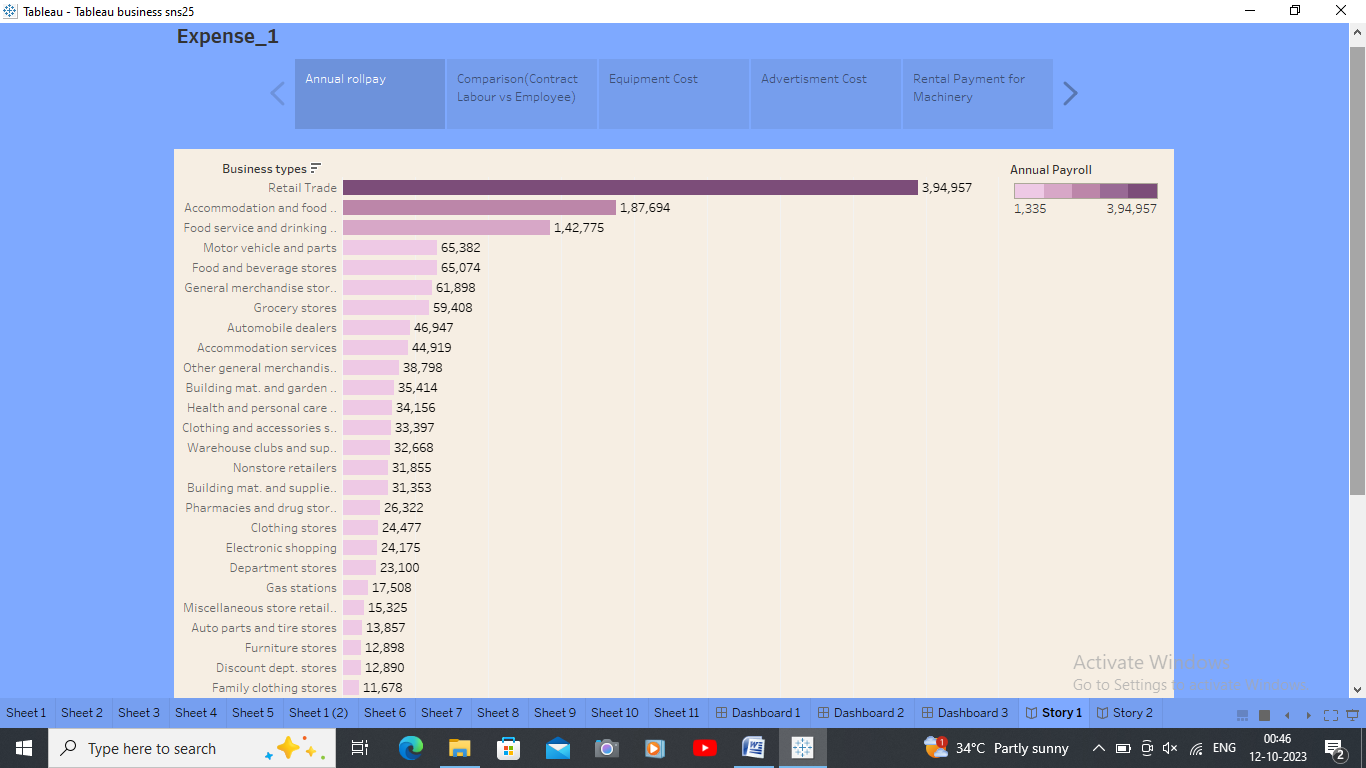 Tableau - Tableau business sns25
Expense_1
Annual rollpay
Comparison(Contract
Labour vs Employee)
Equipment Cost
Advertisment Cost
Rental Payment for
Machinery
Business types
Retail Trade 3,94,957
Accommodation and food .. 1,87,694
Food service and drinking .. 1,42,775
Motor vehicle and parts 65,382
Food and beverage stores 65,074
General merchandise stor.. 61,898
Grocery stores 59,408
Automobile dealers 46,947
Accommodation services 44,919
Other general merchandis.. 38,798
Building mat. and garden .. 35,414
Health and personal care .. 34,156
Clothing and accessories s.. 33,397
Warehouse clubs and sup.. 32,668
Nonstore retailers 31,855
Building mat. and supplie.. 31,353
Pharmacies and drug stor.. 26,322
Clothing stores 24,477
Electronic shopping 24,175
Department stores 23,100
Gas stations 17,508
Miscellaneous store retail.. 15,325
Auto parts and tire stores 13,857
Furniture stores 12,898
Discount dept. stores 12,890
Family clothing stores 11,678
Annual Payroll
1,335 3,94,957
Activate Windows
Go to Settings to activate Windows.
Sheet 1 Sheet 2 Sheet 3 Sheet 4 Sheet 5 Sheet 1 (2) Sheet 6 Sheet 7 Sheet 8 Sheet 9 Sheet 10 Sheet 11 Dashboard 1 Dashboard 2 Dashboard 3 Story 1 Story 2
Type here to search
1
34°C Partly sunny
ENG
00:46
12-10-2023
2